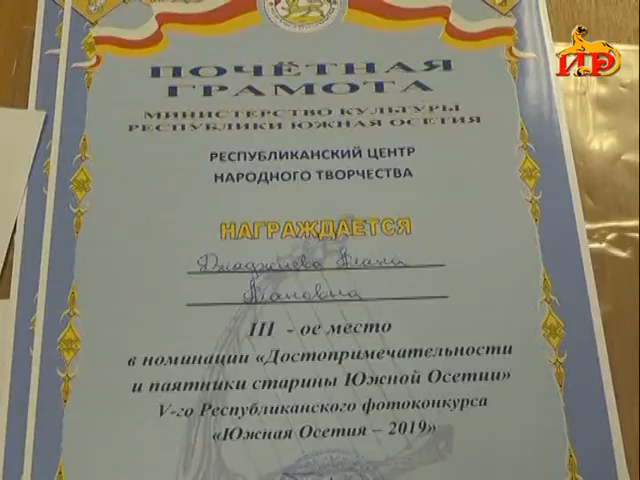 ИР
ПОЧЁТНАЯ
ГРАМОТА
МИНИСТЕРСТВО КУЛЬТУРЫ
РЕСПУБЛИКИ ЮЖНАЯ ОСЕТИЯ
РЕСПУБЛИКАНСКИЙ ЦЕНТР
НАРОДНОГО ТВОРЧЕСТВА
НАГРАЖДАЕТСЯ
III - ое место
в номинации «Достопримечательности
и паятники старины Южной Осетии»
V-го Республиканского фотоконкурса
«Южная Осетия – 2019»